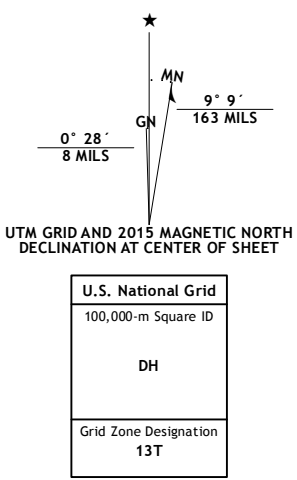 ★
MN
GN
9° 9´
163 MILS
0° 28´
8 MILS
UTM GRID AND 2015 MAGNETIC NORTH
DECLINATION AT CENTER OF SHEET
U.S. National Grid
100,000-m Square ID
DH
Grid Zone Designation
13T